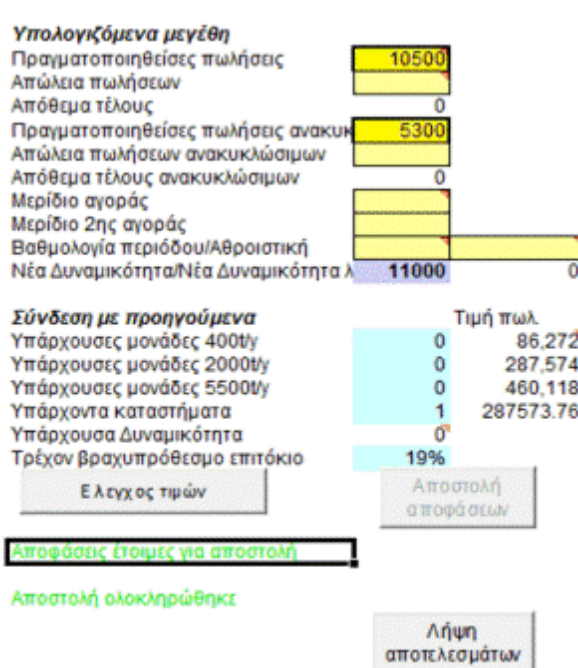 Υπολογιζόμενα μεγέθη
Πραγματοποιηθείσες πωλήσεις 10500
Απώλεια πωλήσεων
Απόθεμα τέλους 0
Πραγματοποιηθείσες πωλήσεις ανακυκ 5300
Απώλεια πωλήσεων ανακυκλώσιμων
Απόθεμα τέλους ανακυκλώσιμων 0
Μερίδιο αγοράς
Μερίδιο 2ης αγοράς
Βαθμολογία περιόδου/Αθροιστική
Νέα Δυναμικότητα/Νέα Δυναμικότητα λ 11000 0
Σύνδεση με προηγούμενα Τιμή πωλ.
Υπάρχουσες μονάδες 400t/y 0 86,272
Υπάρχουσες μονάδες 2000t/y 0 287,574
Υπάρχουσες μονάδες 5500t/y 0 460,118
Υπάρχοντα καταστήματα 1 287573.76
Υπάρχουσα Δυναμικότητα 0
Τρέχον βραχυπρόθεσμο επιτόκιο 19%
Ελεγχος τιμών
Αποστολή
αποφάσεων
Αποφάσεις έτοιμες για αποστολή
Αποστολή ολοκληρώθηκε
Λήψη
αποτελεσμάτων